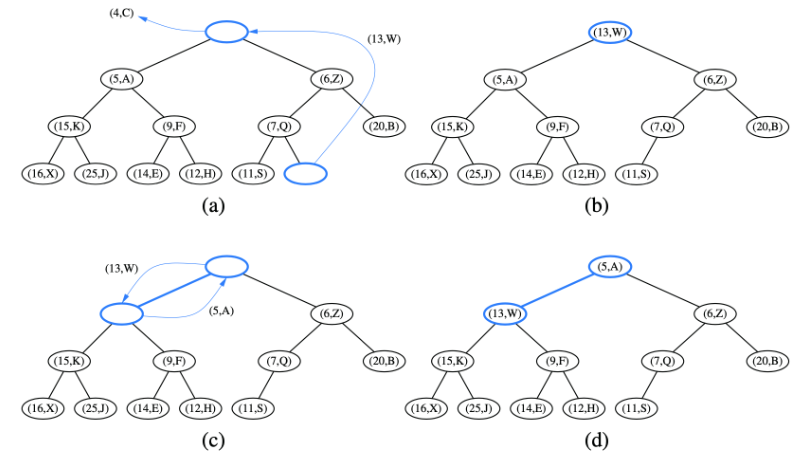 (4,C)
(13,W)
(13,W)
(5,A) (6,Z) (5,A) (6,Z)
(15,K) (9,F) (7,Q) (20,B) (15,K) (9,F) (7,Q) (20,B)
(16,X) (25,J) (14,E) (12,H) (11,S) (16,X) (25,J) (14,E) (12,H) (11,S)
(a) (b)
(13,W) (5,A)
(5,A) (6,Z) (13,W) (6,Z)
(15,K) (9,F) (7,Q) (20,B) (15,K) (9,F) (7,Q) (20,B)
(16,X) (25,J) (14,E) (12,H) (11,S) (16,X) (25,J) (14,E) (12,H) (11,S)
(c) (d)